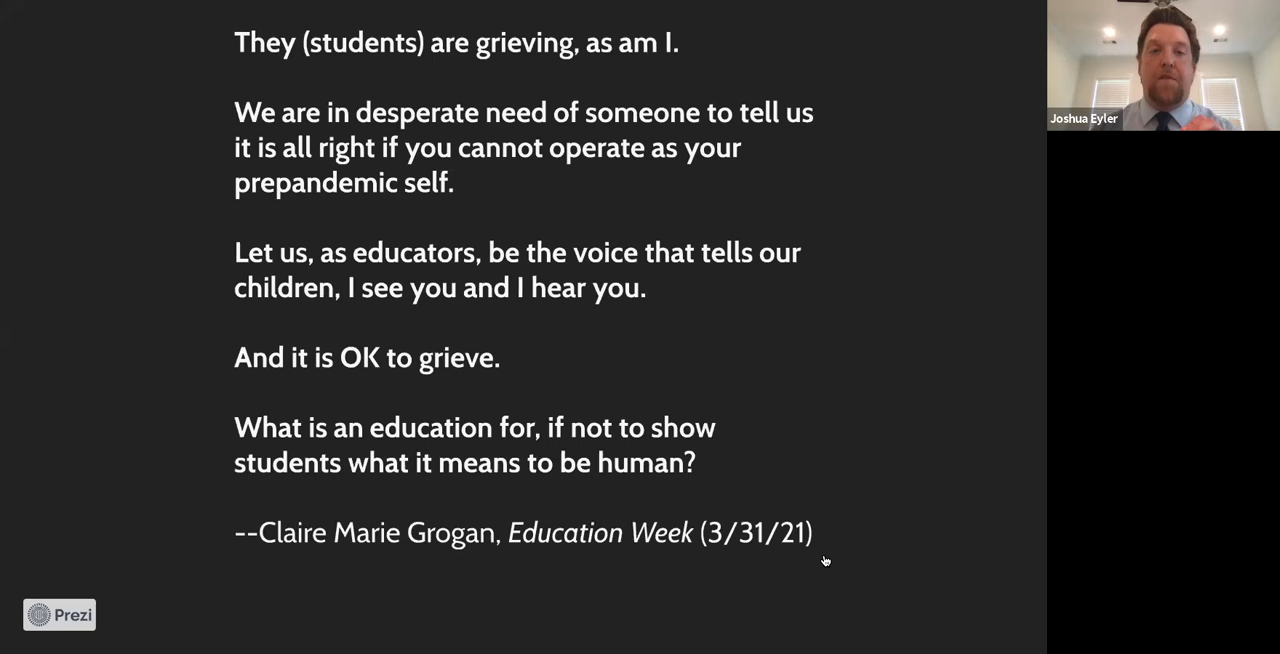 They (students) are grieving, as am I.
We are in desperate need of someone to tell us
it is all right if you cannot operate as your
prepandemic self.
Let us, as educators, be the voice that tells our
children, I see you and I hear you.
And it is OK to grieve.
What is an education for, if not to show
students what it means to be human?
--Claire Marie Grogan, Education Week (3/31/21)
Prezi
Joshua Eyler